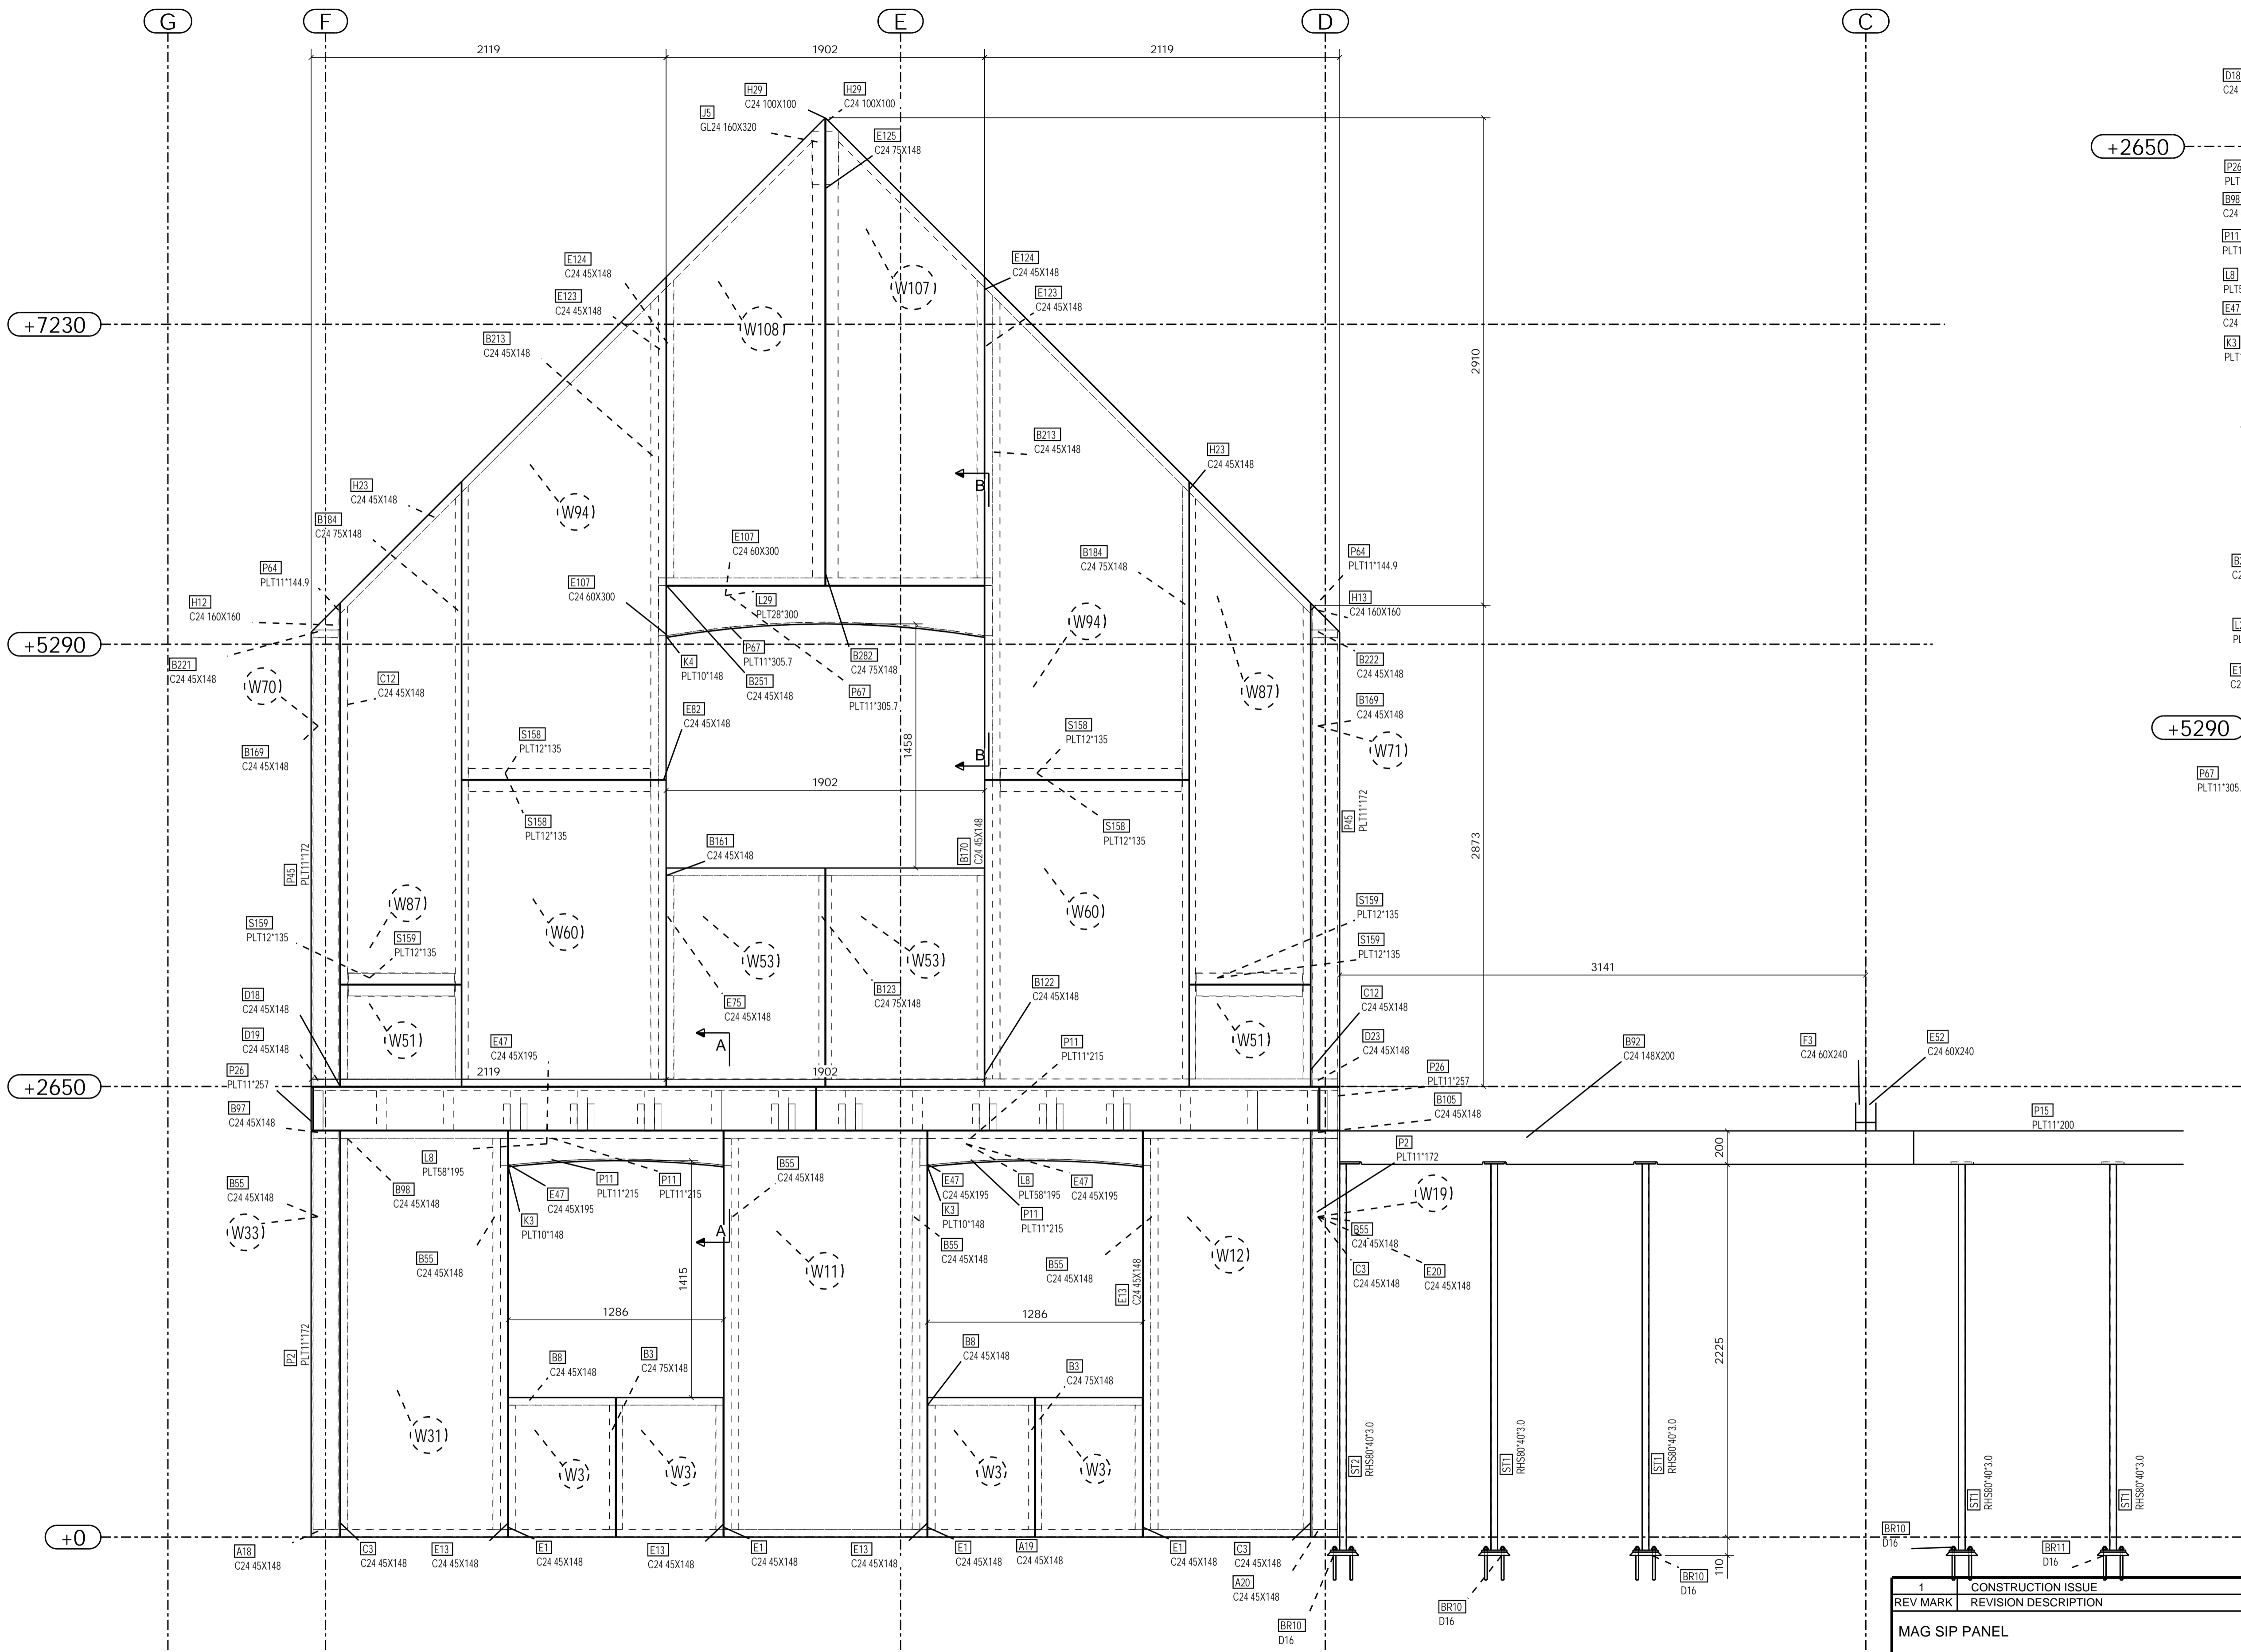 G
F
E
D
C
2119
1902
2119
H29
C24 100X100
H29
C24 100X100
J5
GL24 160X320
E125
C24 75X148
D18
C24
+2650
P26
B98
C24
P11
L8
E47
C24
K3
E124
C24 45X148
E123
C24 45X148
E124
C24 45X148
E123
C24 45X148
W107)
W108)
+7230
B213
C24 45X148
2910
B213
C24 45X148
H23
C24 45X148
B
H23
C24 45X148
W94)
B184
C24 75X148
E107
C24 60X300
B184
C24 75X148
P64
PLT11*144.9
P64
PLT11*144.9
E107
C24 60X300
L29
PLT28*300
H12
C24 160X160
H13
C24 160X160
W94)
+5290
P67
PLT11*305.7
K4
PLT10*148
B282
C24 75X148
B222
C24 45X148
B221
C24 45X148
B251
C24 45X148
P67
PLT11*305.7
W70)
C12
C24 45X148
W87)
E82
C24 45X148
B169
C24 45X148
S158
PLT12*135
S158
PLT12*135
B169
C24 45X148
W71)
1458
B
+5290
P67
PLT11*305.
1902
S158
PLT12*135
S158
PLT12*135
P45
PLT11*172
2873
B161
C24 45X148
B170
C24 45X148
P45
PLT11*172
W87)
W60)
W60)
S159
PLT12*135
S159
PLT12*135
S159
PLT12*135
S159
PLT12*135
W53)
W53)
3141
D18
C24 45X148
E75
C24 45X148
B123
C24 75X148
B122
C24 45X148
C12
C24 45X148
D19
C24 45X148
W51)
E47
C24 45X195
A
P11
PLT11*215
W51)
D23
C24 45X148
B92
C24 148X200
F3
C24 60X240
E52
C24 60X240
P26
PLT11*257
P26
PLT11*257
+2650
2119
1902
B97
C24 45X148
B105
C24 45X148
P15
PLT11*200
200
P2
PLT11*172
L8
PLT58*195
B98
C24 45X148
E47
C24 45X195
P11
PLT11*215
P11
PLT11*215
B55
C24 45X148
E47
C24 45X195
L8
PLT58*195
E47
C24 45X195
W19)
B55
C24 45X148
W33)
K3
PLT10*148
A
K3
PLT10*148
P11
PLT11*215
B55
C24 45X148
B55
C24 45X148
W11)
B55
C24 45X148
B55
C24 45X148
W12)
C3
C24 45X148
E20
C24 45X148
1415
E13
C24 45X148
1286
1286
P2
PLT11*172
B8
C24 45X148
B3
C24 75X148
B8
C24 45X148
B3
C24 75X148
2225
W31)
W3)
W3)
W3)
W3)
ST2
RHS80*40*3.0
ST1
RHS80*40*3.0
ST1
RHS80*40*3.0
ST1
RHS80*40*3.0
ST1
RHS80*40*3.0
+0
A18
C24 45X148
C3
C24 45X148
E13
C24 45X148
E1
C24 45X148
E13
C24 45X148
E1
C24 45X148
E13
C24 45X148
E1
C24 45X148
A19
C24 45X148
E1
C24 45X148
C3
C24 45X148
A20
C24 45X148
BR10
D16
BR10
D16
BR10
D16
110
BR10
D16
BR11
D16
1 CONSTRUCTION ISSUE
REV MARK REVISION DESCRIPTION
MAG SIP PANEL